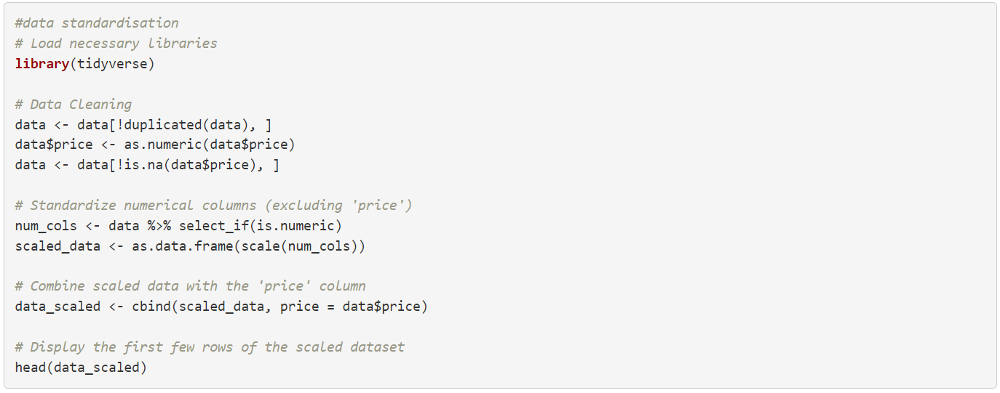 #data standardisation
# Load necessary libraries
library(tidyverse)
# Data Cleaning
data <- data[!duplicated(data), ]
data$price <- as.numeric(data$price)
data <- data[!is.na(data$price), ]
# Standardize numerical columns (excluding 'price')
num_cols <- data %>% select_if(is.numeric)
scaled_data <- as.data.frame(scale(num_cols))
# Combine scaled data with the 'price' column
data_scaled <- cbind(scaled_data, price = data$price)
# Display the first few rows of the scaled dataset
head(data_scaled)